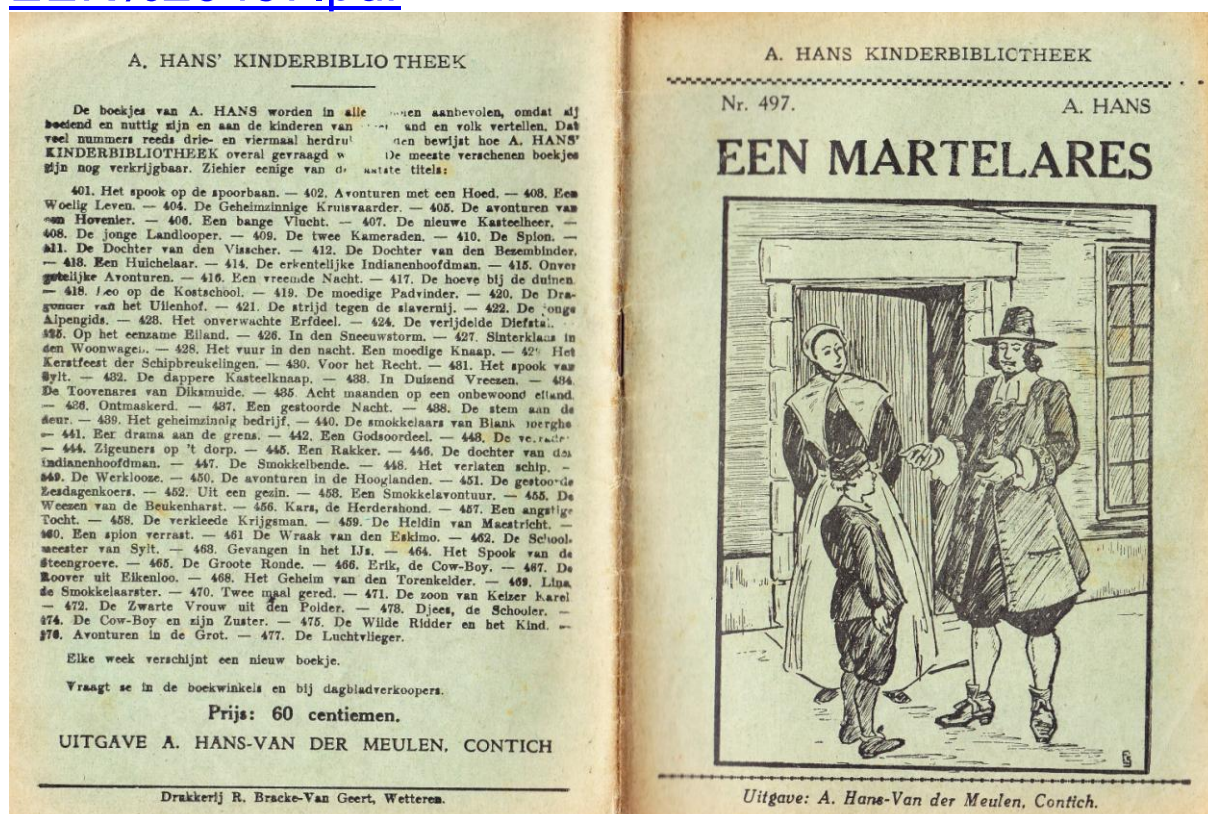 A. HANS' KINDERBIBLIOTHEEK
De boekjes van A. HANS worden in alle aanbevolen, omdat zij
boeiend en nuttig zijn en aan de kinderen van and en volk vertellen. Dat
veel nummers reeds drie- en viermaal bewijst hoe A. HANS'
KINDERBIBLIOTHEEK overal gevraagd De meeste verschenen boekjes
zijn nog verkrijgbaar. Ziehier eenige van titels:
401. Het spook op de spoorbaan. — 402. Avonturen met een Hoed. — 403. Een
Woelig Leven. — 404. De Geheimzinnige Kruisvaarder. — 405. De avonturen van
een Hovenier. — 406. Een bange Vlucht. — 407. De nieuwe Kasteelheer. —
408. De jonge Landlooper. — 409. De twee Kameraden. — 410. De Spion. —
411. De Dochter van den Visscher. — 412. De Dochter van den Bezembinder.
— 413. Een Huichelaar. — 414. De erkentelijke Indianenhoofdman. — 415. Onver
getelijke Avonturen. — 416. Een vreemde Nacht. — 417. De hoeve bij de duinen.
— 418. Leo op de Kostschool. — 419. De moedige Padvinder. — 420. De Dra-
gonder van het Uilenhof. — 421. De strijd tegen de slavernij. — 422. De jonge
Alpengids. — 423. Het onverwachte Erfdeel. — 424. De verijdelde Diefstal.
425. Op het eenzame Eiland. — 426. In den Sneeuwstorm. — 427. Sinterklaas in
den Woonwagen. — 428. Het vuur in den nacht. Een moedige Knaap. — Het
Kerstfeest der Schipbreukelingen. — 430. Voor het Recht. — 431. Het spook van
Sylt. — 432. De dappere Kasteelknaap. — 433. In Duizend Vreezen. — 434.
De Toovenares van Diksmuide. — 435. Acht maanden op een onbewoond eiland.
— 436. Ontmaskerd. — 437. Een gestoorde Nacht. — 438. De stem aan de
deur. — 439. Het geheimzinnig bedrijf. — 440. De smokkelaars van
— 441. Een drama aan de grens. — 442. Een Godsoordeel. — 443. De
— 444. Zigeuners op 't dorp. — 445. Een Rakker. — 446. De dochter van den
indianenhoofdman. — 447. De Smokkelbende. — 448. Het verlaten schip. —
449. De Werklooze. — 450. De avonturen in de Hooglanden. — 451. De gestoorde
Zesdagenkoers. — 452. Uit een gezin. — 453. Een Smokkelavontuur. — 455. De
Weezen van de Beukenharst. — 456. Kars, de Herdershond. — 457. Een angstige
Tocht. — 458. De verkleede Krijgsman. — 459. De Heldin van Maestricht. —
460. Een spion verrast. — 461 De Wraak van den Eskimo. — 462. De School-
meester van Sylt. — 463. Gevangen in het IJs. — 464. Het Spook van de
Steengroeve. — 465. De Groote Ronde. — 466. Erik, de Cow-Boy. — 467. De
Roover uit Eikenloo. — 468. Het Geheim van den Torenkelder. — 469. Lina,
de Smokkelaarster. — 470. Twee maal gered. — 471. De zoon van Keizer Karel
— 472. De Zwarte Vrouw uit den Polder. — 473. Djees, de Schooler. —
474. De Cow-Boy en zijn Zuster. — 475. De Wilde Ridder en het Kind. —
476. Avonturen in de Grot. — 477. De Luchtvlieger.
Elke week verschijnt een nieuw boekje.
Vraagt se in de boekwinkels en bij dagbladverkoopers.
Prijs: 60 centiemen.
UITGAVE A. HANS-VAN DER MEULEN, CONTICH
Drukkerij R. Bracke-Van Geert, Wetteren.
A. HANS KINDERBIBLIOTHEEK
Nr. 497. A. HANS
EEN MARTELARES
Uitgave: A. Hans-Van der Meulen, Contich.